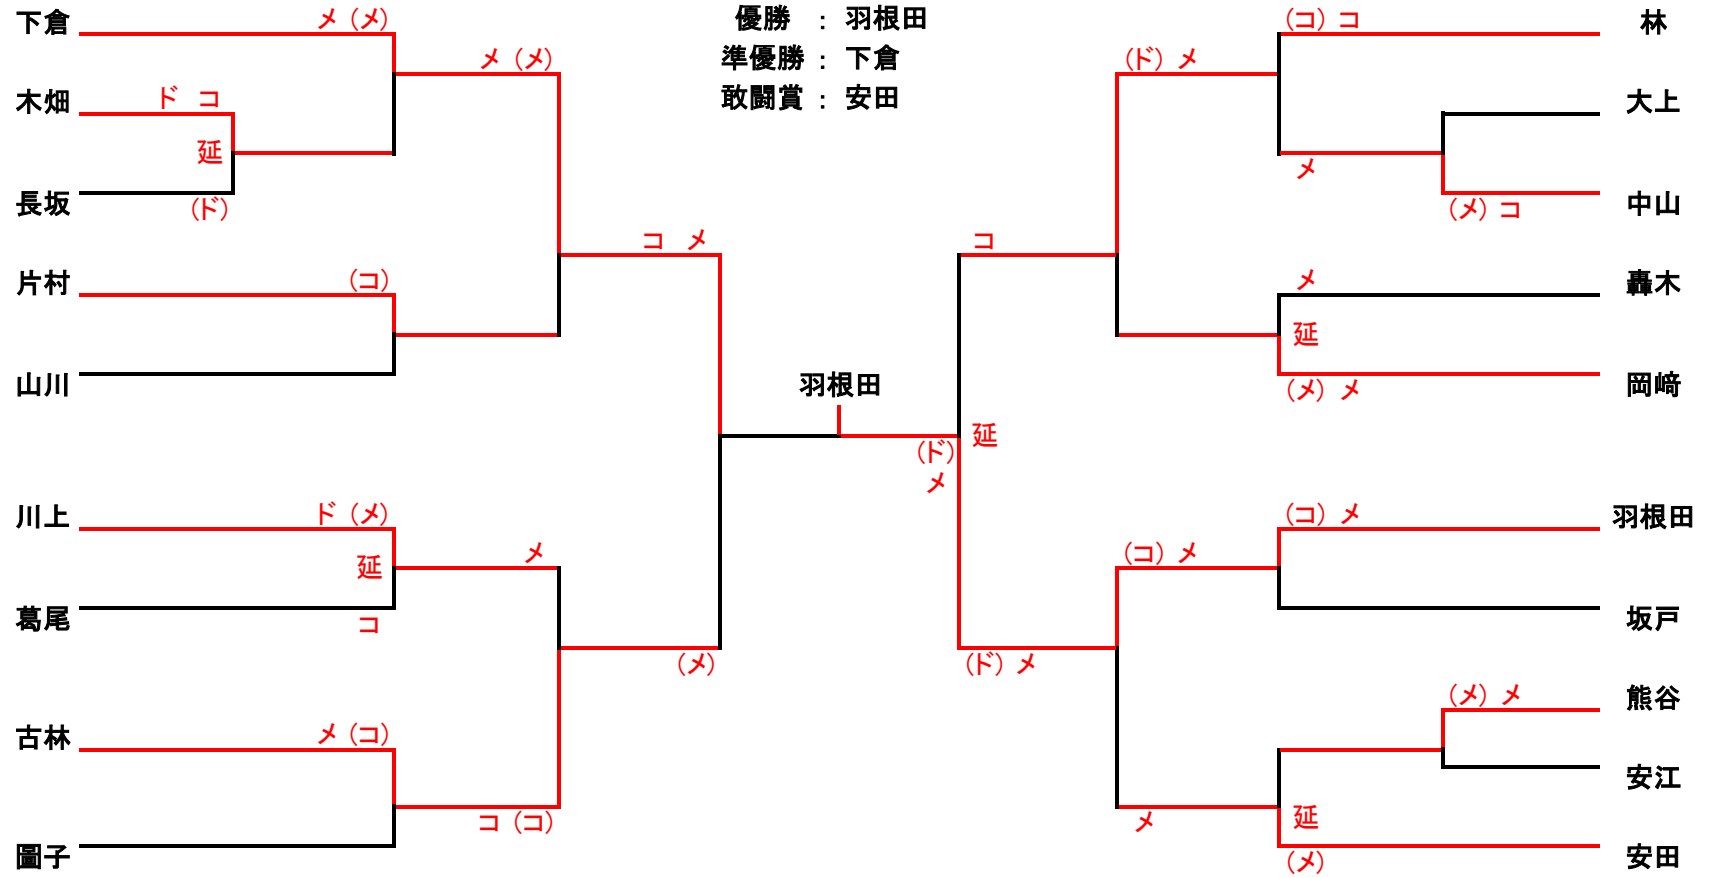 優勝 : 羽根田
準優勝 : 下倉
敢闘賞 : 安田
下倉
メ (メ)
木畑
ド コ
延
長坂
(ド)
メ (メ)
片村
(コ)
山川
コ メ
川上
ド (メ)
延
葛尾
コ
メ
古林
メ (コ)
圖子
コ (コ)
(メ)
羽根田
(ド)
メ
延
コ
(ド) メ
(コ) コ
林
大上
メ
中山
(メ) コ
メ
轟木
延
岡﨑
(メ) メ
(コ) メ
羽根田
(コ) メ
坂戸
(ド) メ
(メ) メ
熊谷
安江
メ
延
安田
(メ)